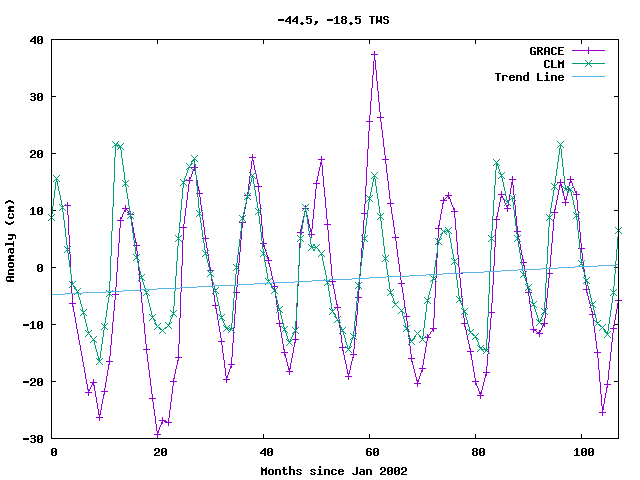 -44.5, -18.5 TWS
GRACE
CLM
Trend Line
Anomaly (cm)
40
30
20
10
0
-10
-20
-30
0 20 40 60 80 100
Months since Jan 2002